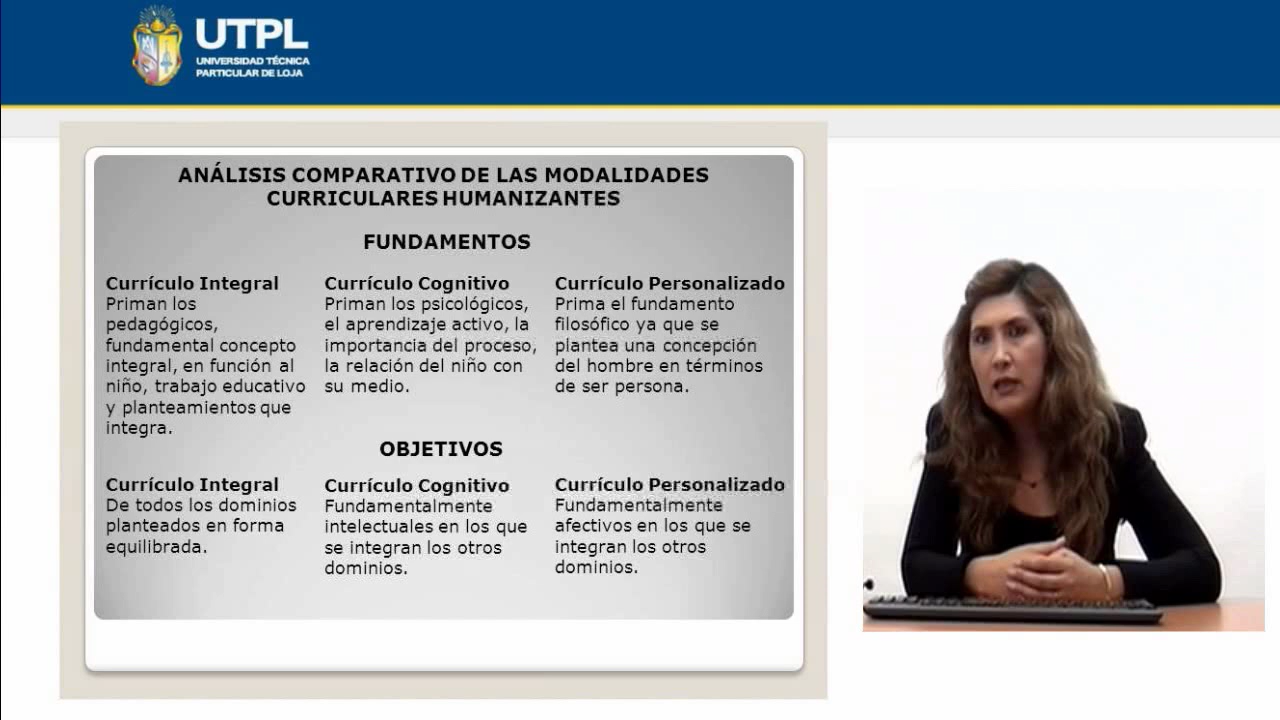 UTPL
UNIVERSIDAD TÉCNICA
PARTICULAR DE LOJA
ANÁLISIS COMPARATIVO DE LAS MODALIDADES
CURRICULARES HUMANIZANTES
FUNDAMENTOS
Currículo Integral
Priman los
pedagógicos,
fundamental concepto
integral, en función al
niño, trabajo educativo
y planteamientos que
integra.
Currículo Cognitivo
Priman los psicológicos,
el aprendizaje activo, la
importancia del proceso,
la relación del niño con
su medio.
Currículo Personalizado
Prima el fundamento
filosófico ya que se
plantea una concepción
del hombre en términos
de ser persona.
OBJETIVOS
Currículo Integral
De todos los dominios
planteados en forma
equilibrada.
Currículo Cognitivo
Fundamentalmente
intelectuales en los que
se integran los otros
dominios.
Currículo Personalizado
Fundamentalmente
afectivos en los que se
integran los otros
dominios.